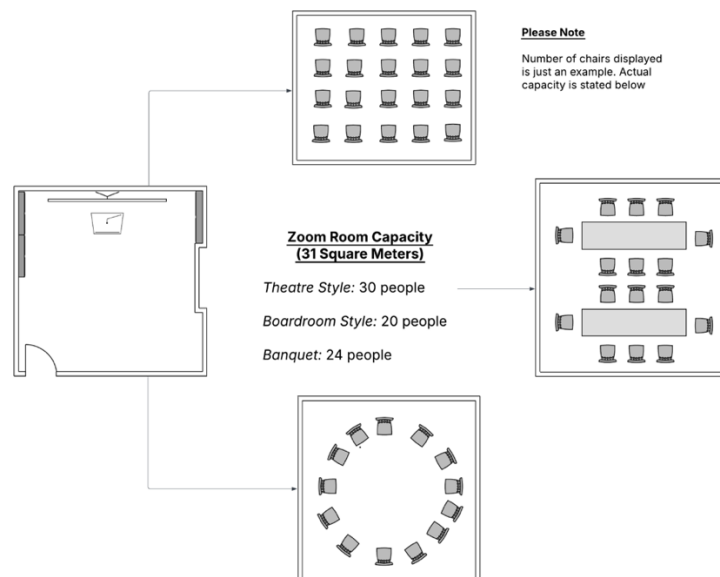 Please Note
Number of chairs displayed
is just an example. Actual
capacity is stated below
Zoom Room Capacity
(31 Square Meters)
Theatre Style: 30 people
Boardroom Style: 20 people
Banquet: 24 people